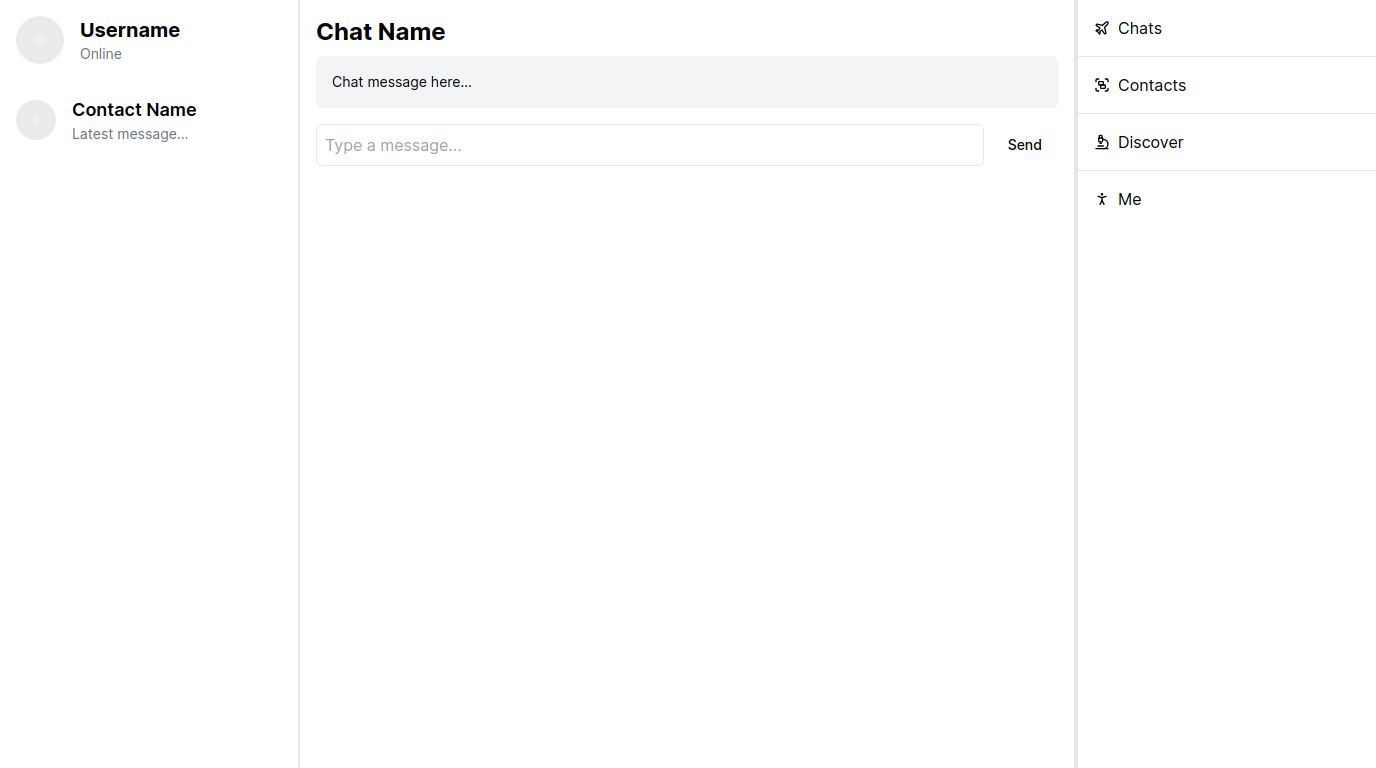 Username
Online
Contact Name
Latest message...
Chat Name
Chat message here...
Type a message...
Send
Chats
Contacts
Discover
Me